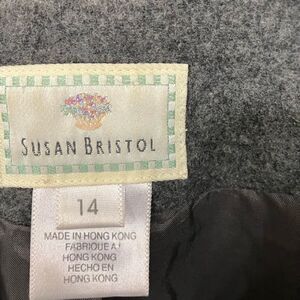 SUSAN BRISTOL
14
MADE IN HONG KONG
FABRIQUE A
HONG KONG
HECHO EN
HONG KONG